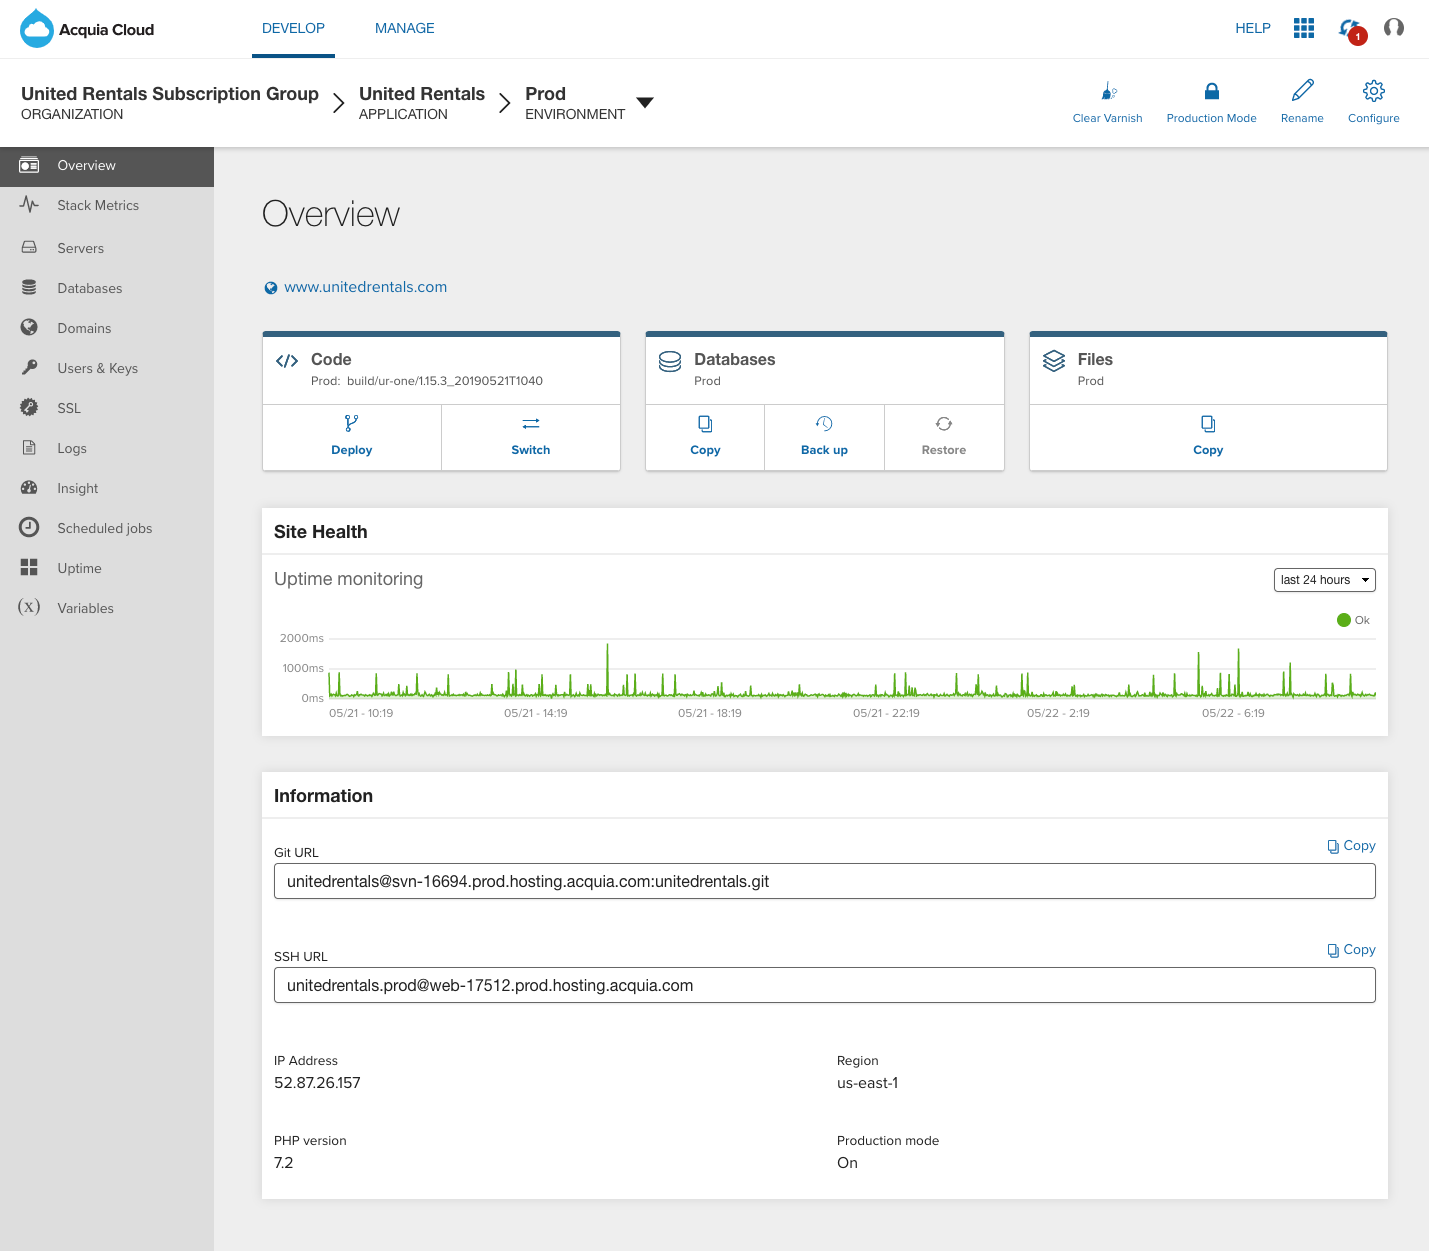 Acquia Cloud
DEVELOP
MANAGE
HELP
1
United Rentals Subscription Group
ORGANIZATION
United Rentals
APPLICATION
Prod
ENVIRONMENT
Clear Varnish
Production Mode
Rename
Configure
Overview
Stack Metrics
Servers
Databases
Domains
Users & Keys
SSL
Logs
Insight
Scheduled jobs
Uptime
(x) Variables
Overview
www.unitedrentals.com
Code
Prod: build/ur-one/1.15.3_20190521T1040
Deploy
Switch
Databases
Prod
Copy
Back up
Restore
Files
Prod
Copy
Site Health
Uptime monitoring
last 24 hours
Ok
2000ms
1000ms
0ms
05/21 - 10:19
05/21 - 14:19
05/21 - 18:19
05/21 - 22:19
05/22 - 2:19
05/22 - 6:19
Information
Git URL
Copy
unitedrentals@svn-16694.prod.hosting.acquia.com:unitedrentals.git
SSH URL
Copy
unitedrentals.prod@web-17512.prod.hosting.acquia.com
IP Address
52.87.26.157
Region
us-east-1
PHP version
7.2
Production mode
On